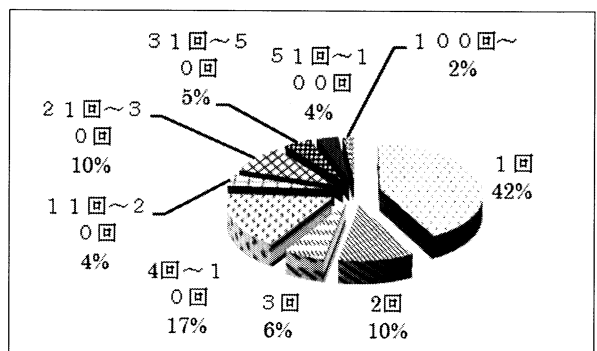 ３１回～５
０回
5%
５１回～１
００回
4%
１００回～
2%
２１回～３
０回
10%
１１回～２
０回
4%
4回～１
０回
17%
３回
6%
2回
10%
１回
42%